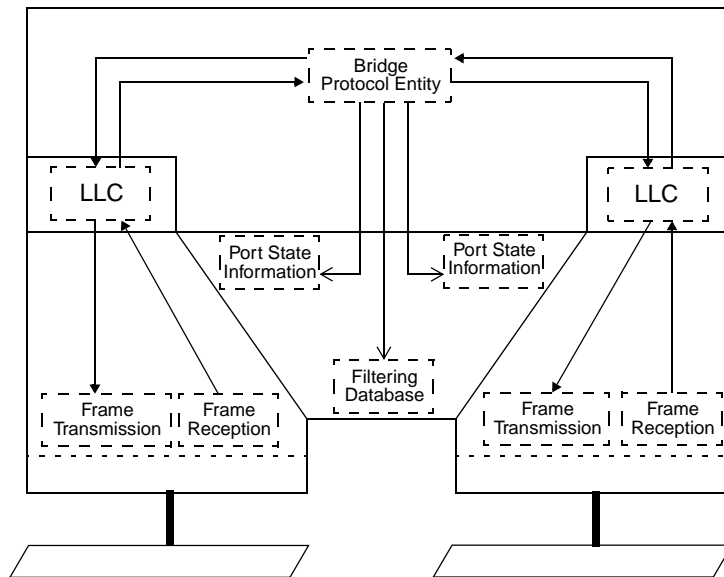 Bridge
Protocol Entity
LLC
LLC
Port State
Information
Port State
Information
Filtering
Database
Frame
Transmission
Frame
Reception
Frame
Transmission
Frame
Reception